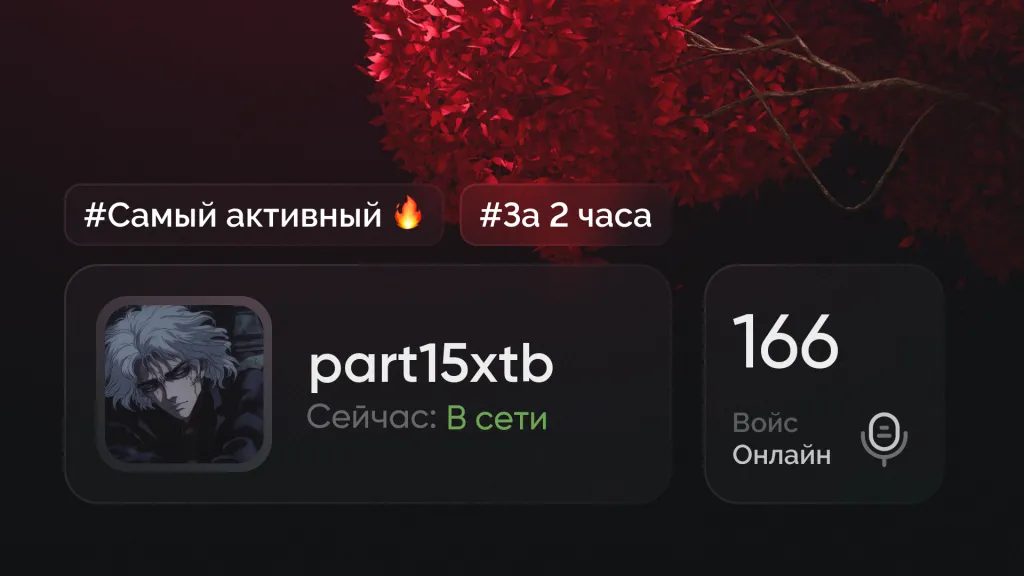 #Самый активный 🔥
#За 2 часа
part15xtb
Сейчас: В сети
166
Войс
Онлайн